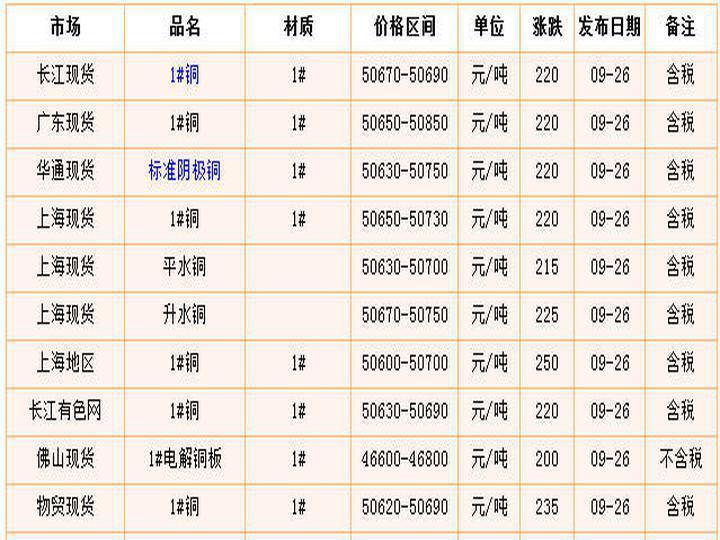 市场 品名 材质 价格区间 单位 涨跌 发布日期 备注
长江现货 1#铜 1# 50670-50690 元/吨 220 09-26 含税
广东现货 1#铜 1# 50650-50850 元/吨 220 09-26 含税
华通现货 标准阴极铜 1# 50630-50750 元/吨 220 09-26 含税
上海现货 1#铜 1# 50650-50730 元/吨 220 09-26 含税
上海现货 平水铜 50630-50700 元/吨 215 09-26 含税
上海现货 升水铜 50670-50750 元/吨 225 09-26 含税
上海地区 1#铜 1# 50600-50700 元/吨 250 09-26 含税
长江有色网 1#铜 1# 50630-50690 元/吨 220 09-26 含税
佛山现货 1#电解铜板 1# 46600-46800 元/吨 200 09-26 不含税
物贸现货 1#铜 1# 50620-50690 元/吨 235 09-26 含税